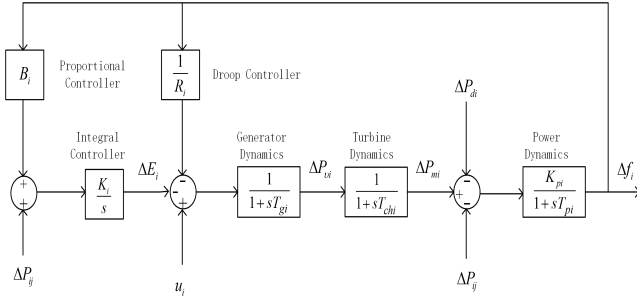 B_i
Proportional
Controller
1/R_i
Droop Controller
ΔP_di
Integral
Controller
ΔE_i
Generator
Dynamics
ΔP_υi
Turbine
Dynamics
ΔP_mi
Power
Dynamics
Δf_i
+
+
K_i/s
-
-
+
1/(1+sT_gi)
1/(1+sT_chi)
-
+
-
K_pi/(1+sT_pi)
ΔP_ij
u_i
ΔP_ij